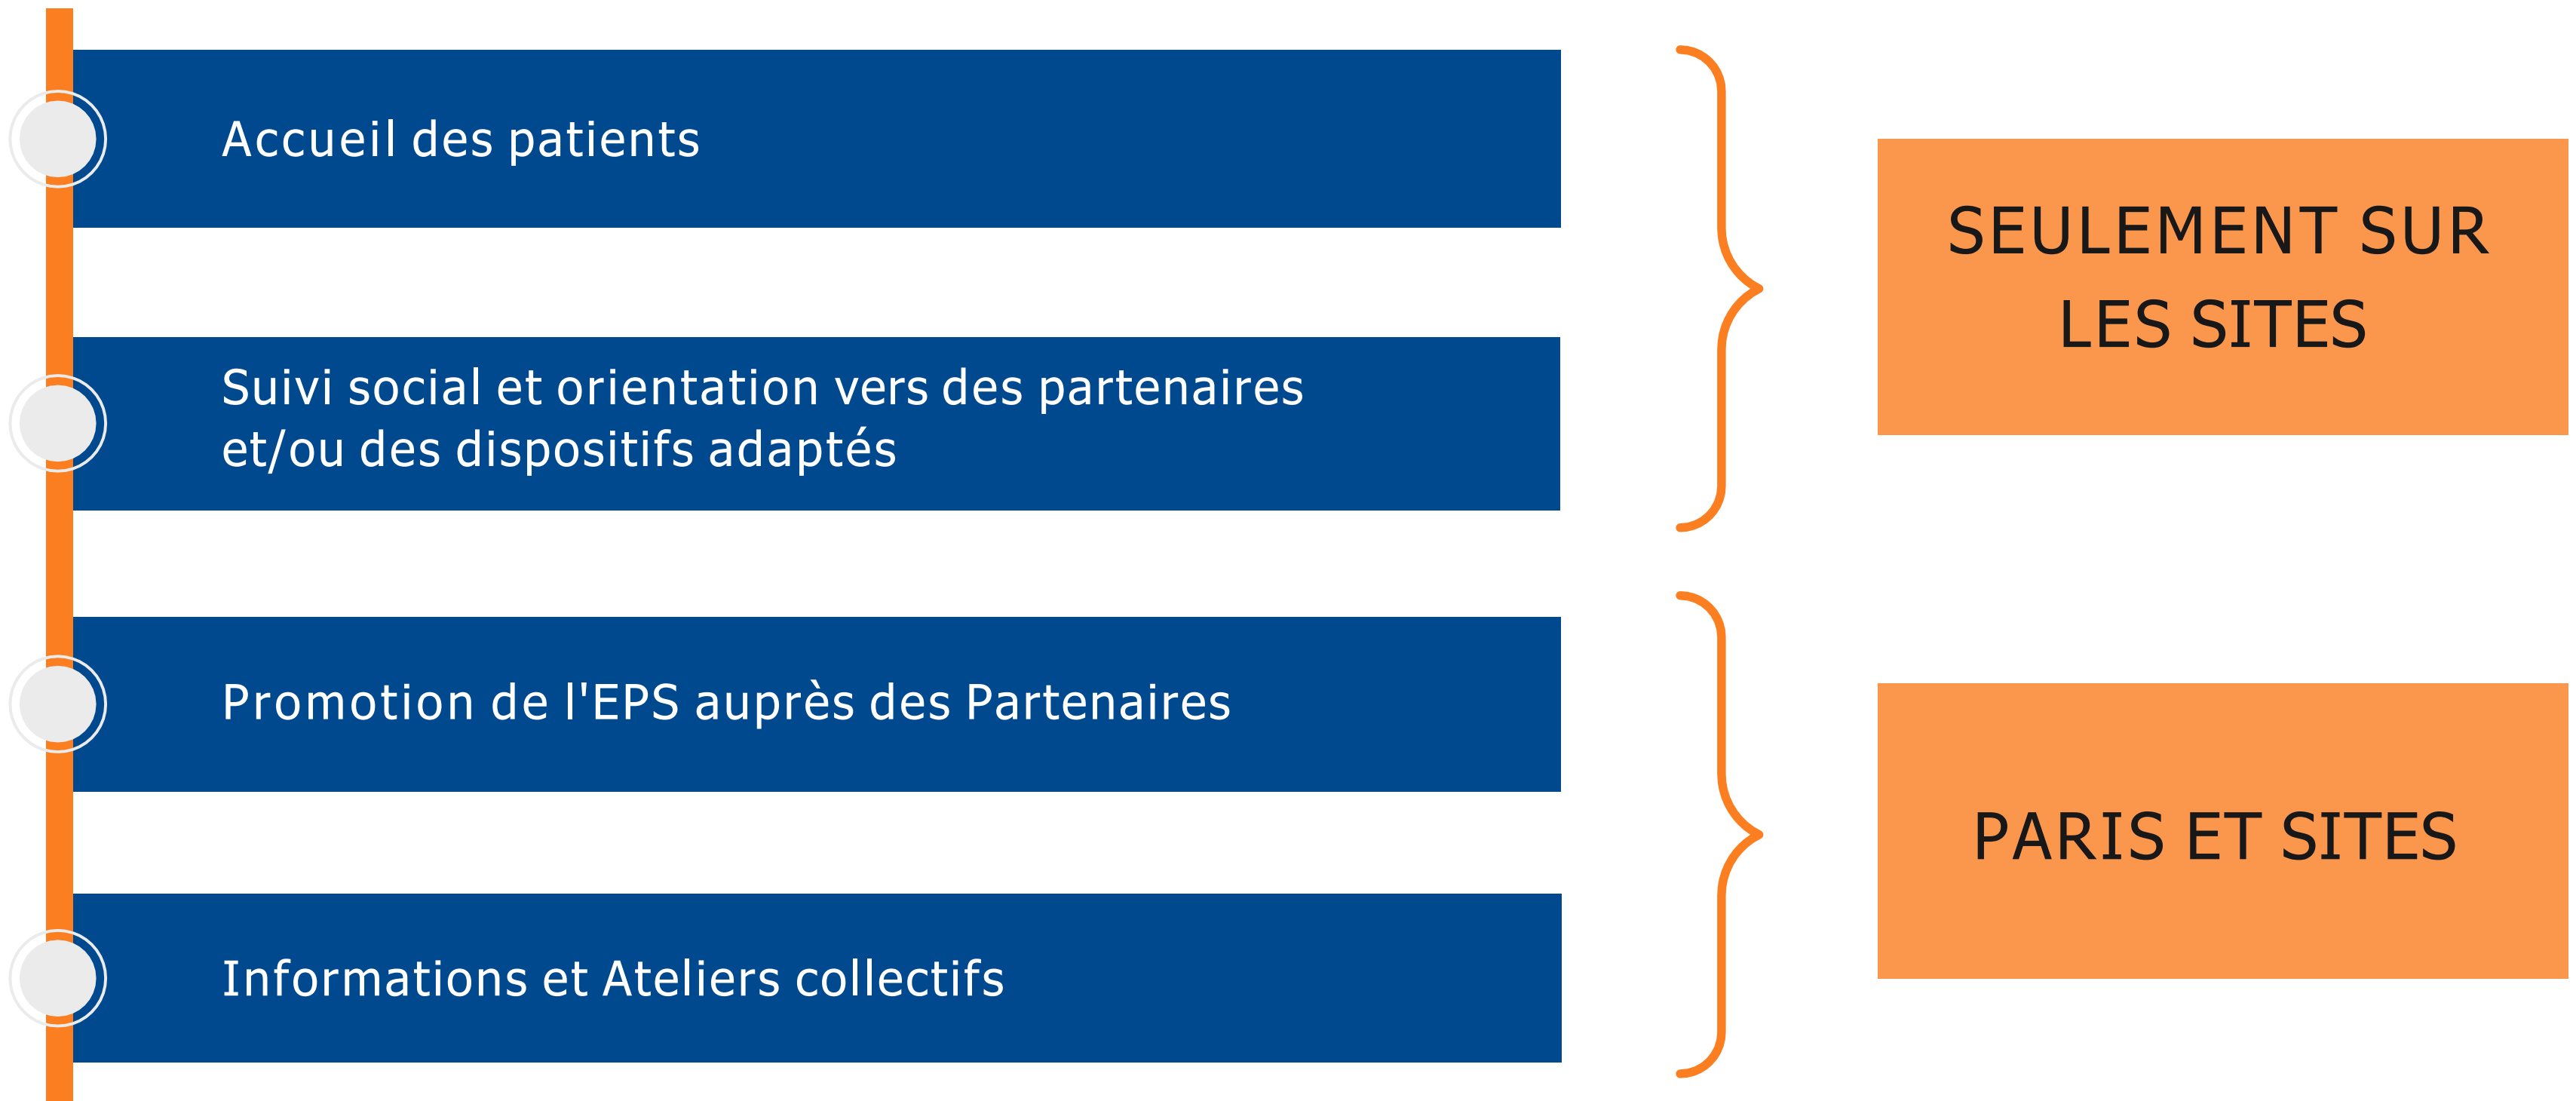 Accueil des patients
Suivi social et orientation vers des partenaires
et/ou des dispositifs adaptés
SEULEMENT SUR
LES SITES
Promotion de l'EPS auprès des Partenaires
Informations et Ateliers collectifs
PARIS ET SITES